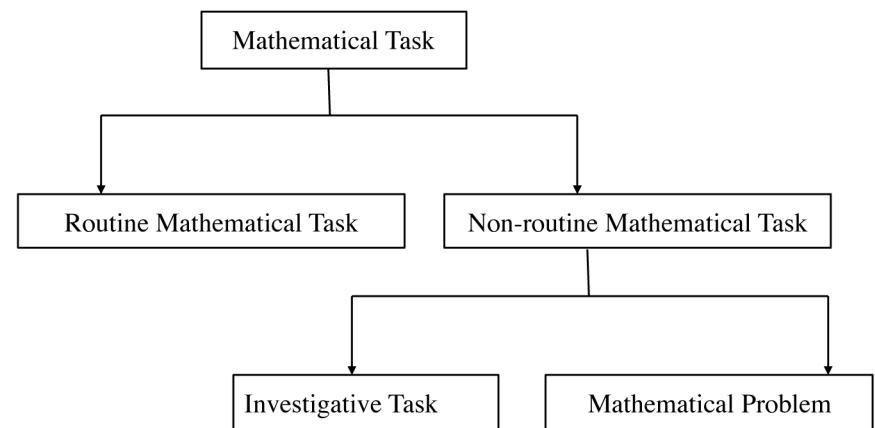 Mathematical Task
Routine Mathematical Task
Non-routine Mathematical Task
Investigative Task
Mathematical Problem